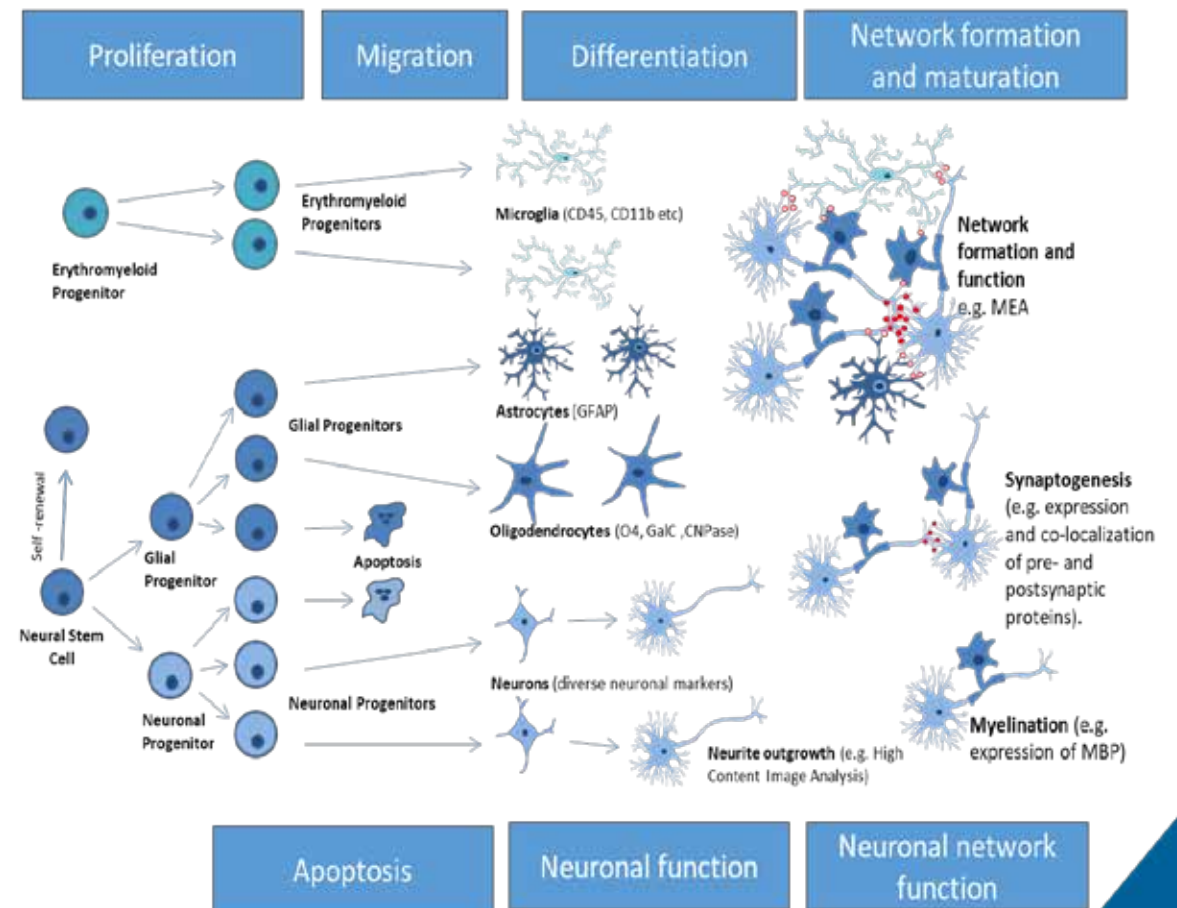 Proliferation
Migration
Differentiation
Network formation
and maturation
Erythromyeloid
Progenitor
Erythromyeloid
Progenitors
Microglia (CD45, CD11b etc)
Network
formation and
function
e.g. MEA
Astrocytes (GFAP)
Glial Progenitors
Self -renewal
Glial
Progenitor
Apoptosis
Oligodendrocytes (O4, GalC ,CNPase)
Synaptogenesis
(e.g. expression
and co-localization
of pre- and
postsynaptic
proteins).
Neural Stem
Cell
Neuronal
Progenitor
Neuronal Progenitors
Neurons (diverse neuronal markers)
Neurite outgrowth (e.g. High
Content Image Analysis)
Myelination (e.g.
expression of MBP)
Apoptosis
Neuronal function
Neuronal network
function